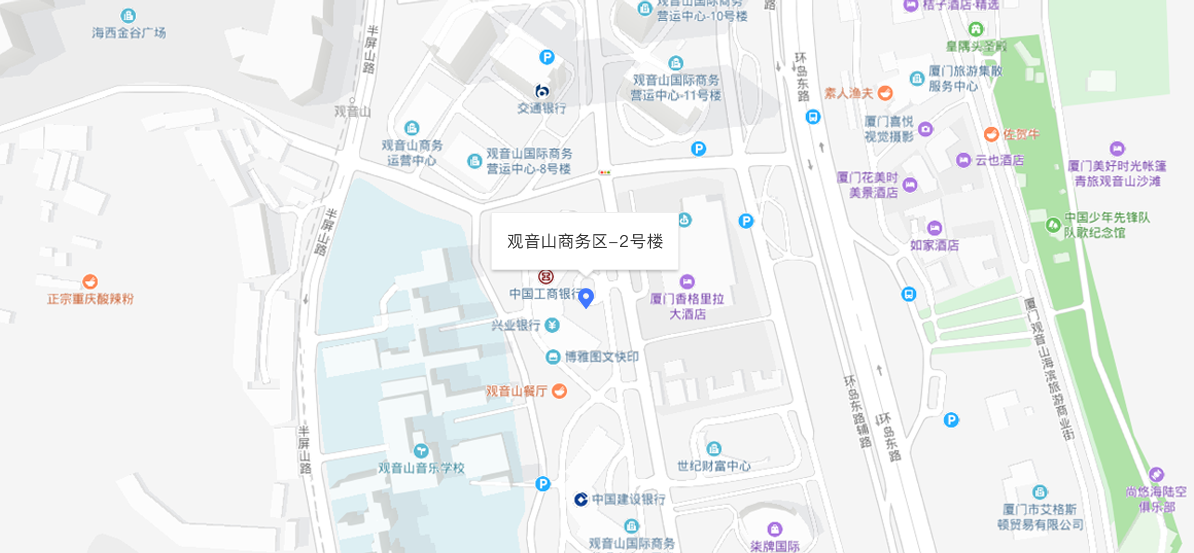 观音山国际商务
营运中心-10号楼
桔子酒店·精选
路
海西金谷广场
半屏山路
皇隅头圣殿
环岛东路
观音山国际商务
营运中心-11号楼
厦门旅游集散
服务中心
素人渔夫
交通银行
观音山
厦门喜悦
视觉摄影
佐贺牛
观音山商务
运营中心
观音山国际商务
营运中心-8号楼
云也酒店
厦门美好时光帐篷
青旅观音山沙滩
厦门花美时
美景酒店
半屏山路
中国少年先锋队
队歌纪念馆
观音山商务区-2号楼
如家酒店
正宗重庆酸辣粉
中国工商银行
厦门香格里拉
大酒店
兴业银行
厦门观音山海滨旅游商业街
博雅图文快印
观音山餐厅
环岛东路辅路
环岛东路
半屏山路
观音山音乐学校
世纪财富中心
中国建设银行
尚悠海陆空
俱乐部
厦门市艾格斯
顿贸易有限公司
观音山国际商务
柒牌国际